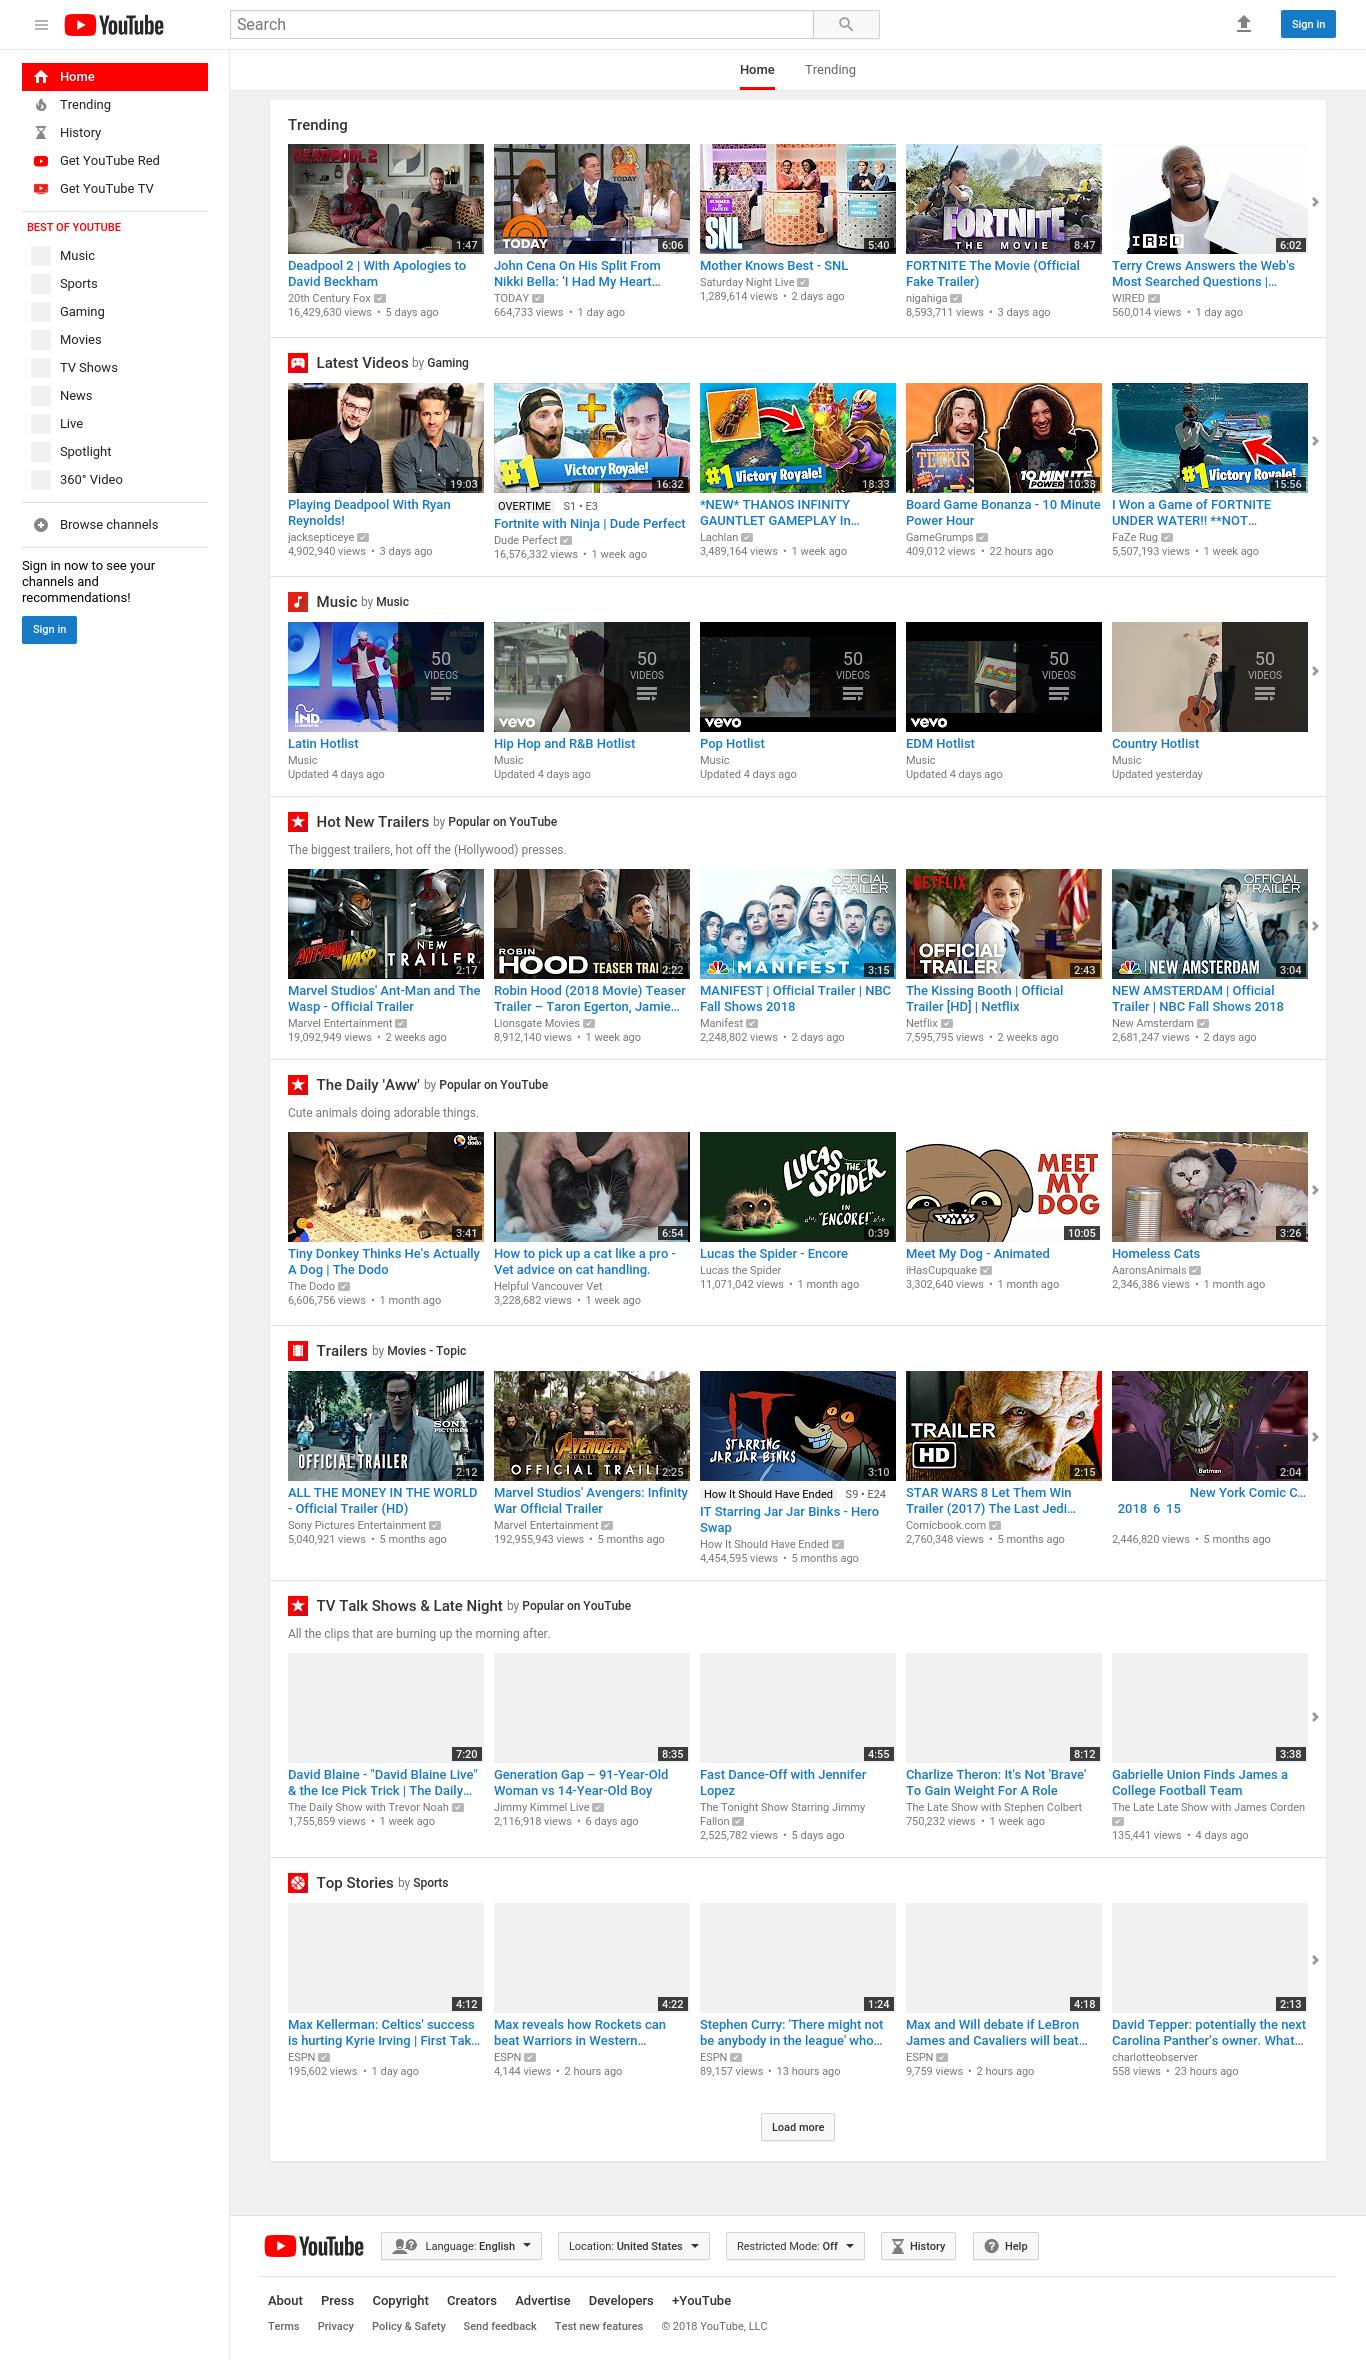 YouTube
Search
Sign in
Home
Trending
History
Get YouTube Red
Get YouTube TV
BEST OF YOUTUBE
Music
Sports
Gaming
Movies
TV Shows
News
Live
Spotlight
360° Video
Browse channels
Sign in now to see your
channels and
recommendations!
Sign in
Home Trending
Trending
DEADPOOL 2
1:47
Deadpool 2 | With Apologies to
David Beckham
20th Century Fox
16,429,630 views • 5 days ago
TODAY
TODAY
6:06
John Cena On His Split From
Nikki Bella: ‘I Had My Heart…
TODAY
664,733 views • 1 day ago
SNL
5:40
Mother Knows Best - SNL
Saturday Night Live
1,289,614 views • 2 days ago
FORTNITE
THE MOVIE
8:47
FORTNITE The Movie (Official
Fake Trailer)
nigahiga
8,593,711 views • 3 days ago
WIRED
6:02
Terry Crews Answers the Web's
Most Searched Questions |…
WIRED
560,014 views • 1 day ago
Latest Videos by Gaming
19:03
Playing Deadpool With Ryan
Reynolds!
jacksepticeye
4,902,940 views • 3 days ago
#1 Victory Royale!
16:32
OVERTIME S1 • E3
Fortnite with Ninja | Dude Perfect
Dude Perfect
16,576,332 views • 1 week ago
#1 Victory Royale!
18:33
*NEW* THANOS INFINITY
GAUNTLET GAMEPLAY In…
Lachlan
3,489,164 views • 1 week ago
TETRIS
10 MINUTE
POWER
10:38
Board Game Bonanza - 10 Minute
Power Hour
GameGrumps
409,012 views • 22 hours ago
#1 Victory Royale!
15:56
I Won a Game of FORTNITE
UNDER WATER!! **NOT…
FaZe Rug
5,507,193 views • 1 week ago
Music by Music
IND
50
VIDEOS
Latin Hotlist
Music
Updated 4 days ago
vevo
50
VIDEOS
Hip Hop and R&B Hotlist
Music
Updated 4 days ago
vevo
50
VIDEOS
Pop Hotlist
Music
Updated 4 days ago
vevo
50
VIDEOS
EDM Hotlist
Music
Updated 4 days ago
50
VIDEOS
Country Hotlist
Music
Updated yesterday
Hot New Trailers by Popular on YouTube
The biggest trailers, hot off the (Hollywood) presses.
ANT-MAN WASP
NEW
TRAILER
2:17
Marvel Studios' Ant-Man and The
Wasp - Official Trailer
Marvel Entertainment
19,092,949 views • 2 weeks ago
ROBIN
HOOD TEASER TRAI
2:22
Robin Hood (2018 Movie) Teaser
Trailer – Taron Egerton, Jamie…
Lionsgate Movies
8,912,140 views • 1 week ago
OFFICIAL
TRAILER
MANIFEST
3:15
MANIFEST | Official Trailer | NBC
Fall Shows 2018
Manifest
2,248,802 views • 2 days ago
NETFLIX
OFFICIAL
TRAILER
2:43
The Kissing Booth | Official
Trailer [HD] | Netflix
Netflix
7,595,795 views • 2 weeks ago
OFFICIAL
TRAILER
NEW AMSTERDAM
3:04
NEW AMSTERDAM | Official
Trailer | NBC Fall Shows 2018
New Amsterdam
2,681,247 views • 2 days ago
The Daily 'Aww' by Popular on YouTube
Cute animals doing adorable things.
the dodo
3:41
Tiny Donkey Thinks He's Actually
A Dog | The Dodo
The Dodo
6,606,756 views • 1 month ago
6:54
How to pick up a cat like a pro -
Vet advice on cat handling.
Helpful Vancouver Vet
3,228,682 views • 1 week ago
LUCAS
THE
SPIDER
IN
"ENCORE!"
0:39
Lucas the Spider - Encore
Lucas the Spider
11,071,042 views • 1 month ago
MEET
MY
DOG
10:05
Meet My Dog - Animated
iHasCupquake
3,302,640 views • 1 month ago
3:26
Homeless Cats
AaronsAnimals
2,346,386 views • 1 month ago
Trailers by Movies - Topic
SONY
PICTURES
OFFICIAL TRAILER
2:12
ALL THE MONEY IN THE WORLD
- Official Trailer (HD)
Sony Pictures Entertainment
5,040,921 views • 5 months ago
AVENGERS
INFINITY WAR
OFFICIAL TRAIL
2:25
Marvel Studios' Avengers: Infinity
War Official Trailer
Marvel Entertainment
192,955,943 views • 5 months ago
IT
STARRING
JAR JAR BINKS
3:10
How It Should Have Ended S9 • E24
IT Starring Jar Jar Binks - Hero
Swap
How It Should Have Ended
4,454,595 views • 5 months ago
TRAILER
HD
2:15
STAR WARS 8 Let Them Win
Trailer (2017) The Last Jedi…
Comicbook.com
2,760,348 views • 5 months ago
Batman
2:04
New York Comic C…
2018 6 15
2,446,820 views • 5 months ago
TV Talk Shows & Late Night by Popular on YouTube
All the clips that are burning up the morning after.
7:20
David Blaine - "David Blaine Live"
& the Ice Pick Trick | The Daily…
The Daily Show with Trevor Noah
1,755,859 views • 1 week ago
8:35
Generation Gap – 91-Year-Old
Woman vs 14-Year-Old Boy
Jimmy Kimmel Live
2,116,918 views • 6 days ago
4:55
Fast Dance-Off with Jennifer
Lopez
The Tonight Show Starring Jimmy
Fallon
2,525,782 views • 5 days ago
8:12
Charlize Theron: It's Not 'Brave'
To Gain Weight For A Role
The Late Show with Stephen Colbert
750,232 views • 1 week ago
3:38
Gabrielle Union Finds James a
College Football Team
The Late Late Show with James Corden
135,441 views • 4 days ago
Top Stories by Sports
4:12
Max Kellerman: Celtics' success
is hurting Kyrie Irving | First Tak…
ESPN
195,602 views • 1 day ago
4:22
Max reveals how Rockets can
beat Warriors in Western…
ESPN
4,144 views • 2 hours ago
1:24
Stephen Curry: 'There might not
be anybody in the league' who…
ESPN
89,157 views • 13 hours ago
4:18
Max and Will debate if LeBron
James and Cavaliers will beat…
ESPN
9,759 views • 2 hours ago
2:13
David Tepper: potentially the next
Carolina Panther’s owner. What…
charlotteobserver
558 views • 23 hours ago
Load more
YouTube Language: English Location: United States Restricted Mode: Off History Help
About Press Copyright Creators Advertise Developers +YouTube
Terms Privacy Policy & Safety Send feedback Test new features © 2018 YouTube, LLC